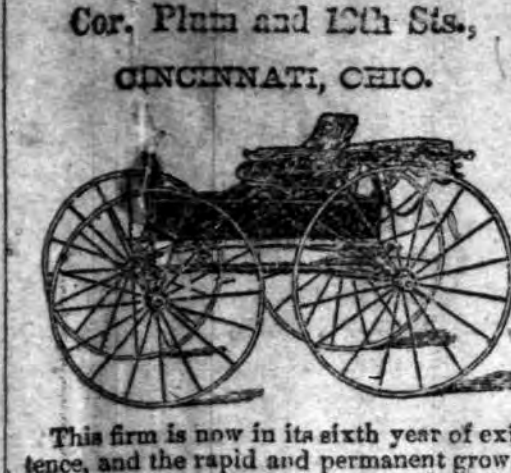 Cor. Plum and 12th Sts.,
CINCINNATI, OHIO.
This firm is now in its sixth year of exi
tence, and the rapid and permanent grow